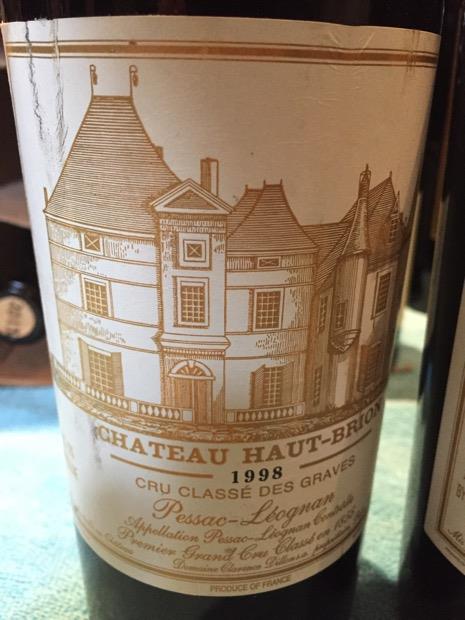 CHATEAU HAUT-BRION
1998
CRU CLASSÉ DES GRAVES
Pessac-Léognan
Appellation Pessac-Léognan Contrôlée
Premier Grand Cru Classé en 1855
Domaine Clarence Dillon s.a.
PRODUCE OF FRANCE